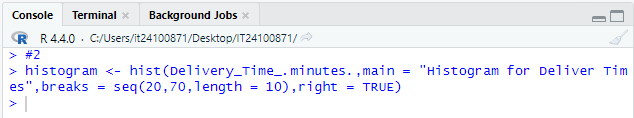 Console Terminal Background Jobs
R 4.4.0 · C:/Users/it24100871/Desktop/IT24100871/
> #2
> histogram <- hist(Delivery_Time_.minutes.,main = "Histogram for Deliver Tim
es",breaks = seq(20,70,length = 10),right = TRUE)
>